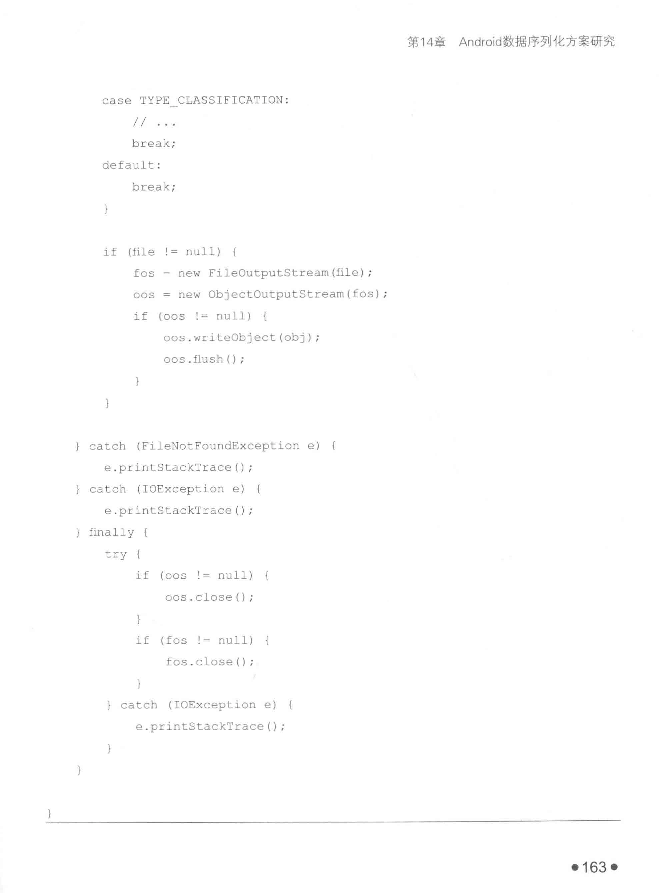 第14章 Android数据序列化方案研究
case TYPE_CLASSIFICATION:
// ...
break;
default:
break;
}
if (file != null) {
fos = new FileOutputStream(file);
oos = new ObjectOutputStream(fos);
if (oos != null) {
oos.writeObject(obj);
oos.flush();
}
}
} catch (FileNotFoundException e) {
e.printStackTrace();
} catch (IOException e) {
e.printStackTrace();
} finally {
try {
if (oos != null) {
oos.close();
}
if (fos != null) {
fos.close();
}
} catch (IOException e) {
e.printStackTrace();
}
}
}
●163●